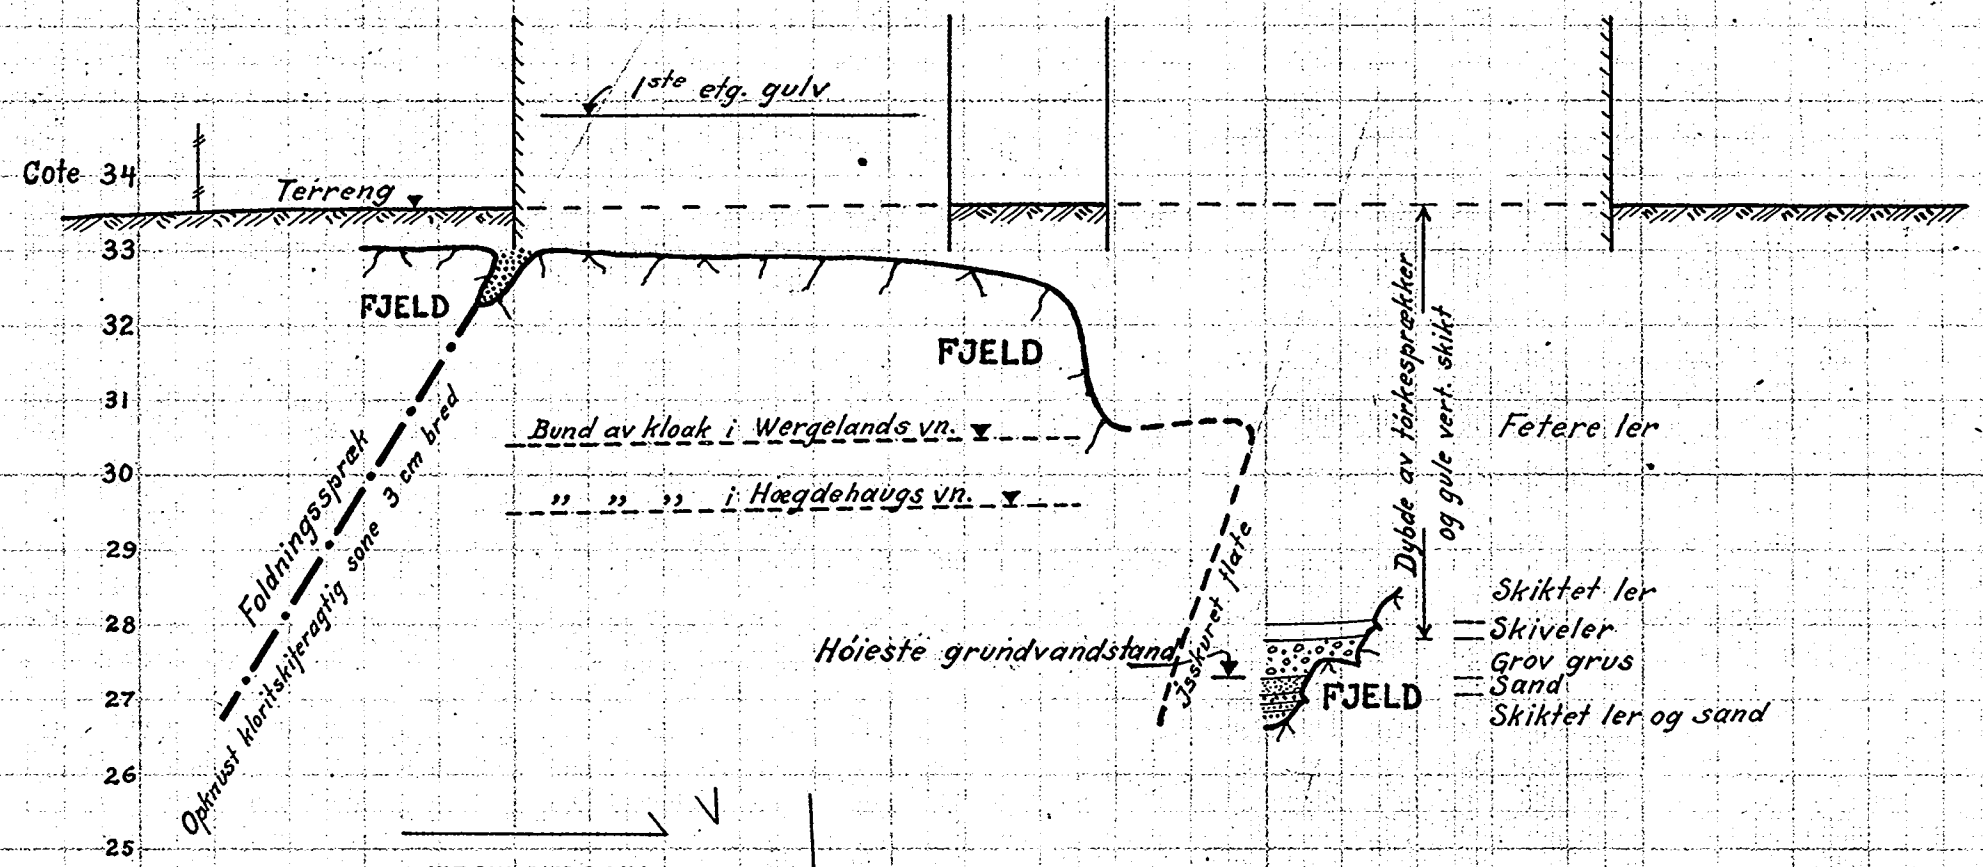 1ste etg. gulv
Cote 34
Terreng
33
FJELD
32
FJELD
31
Bund av kloak i Wergelands vn.
Fetere ler
30
" " " i Hægdehaugs vn.
29
28
27
26
25
Foldningsspræk
Opknust kloritskiferagtig sone 3 cm bred
Høieste grundvandstand
isskuret flate
Dybde av tørkesprækker
og gule vert. skikt
FJELD
Skiktet ler
Skiveler
Grov grus
Sand
Skiktet ler og sand